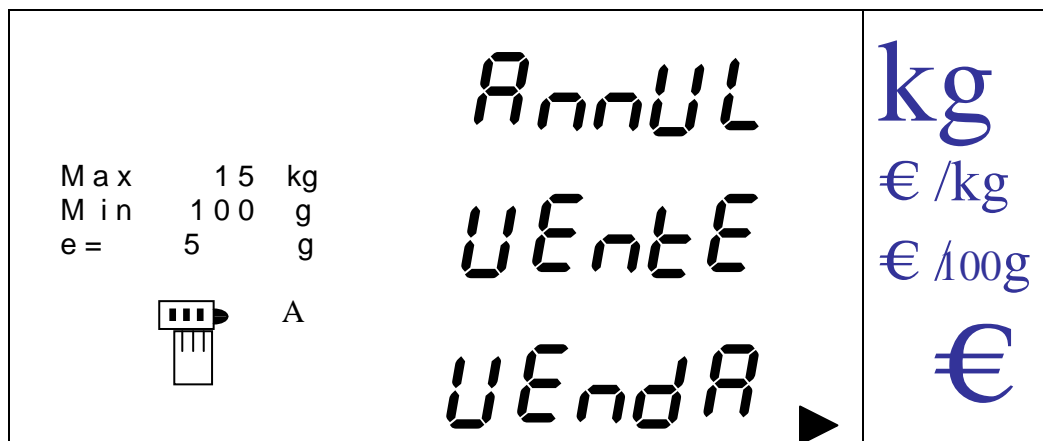 AnnUL
Max 15 kg
Min 100 g
e= 5 g
UEntE
A
UEndA
kg
€ /kg
€ /100g
€